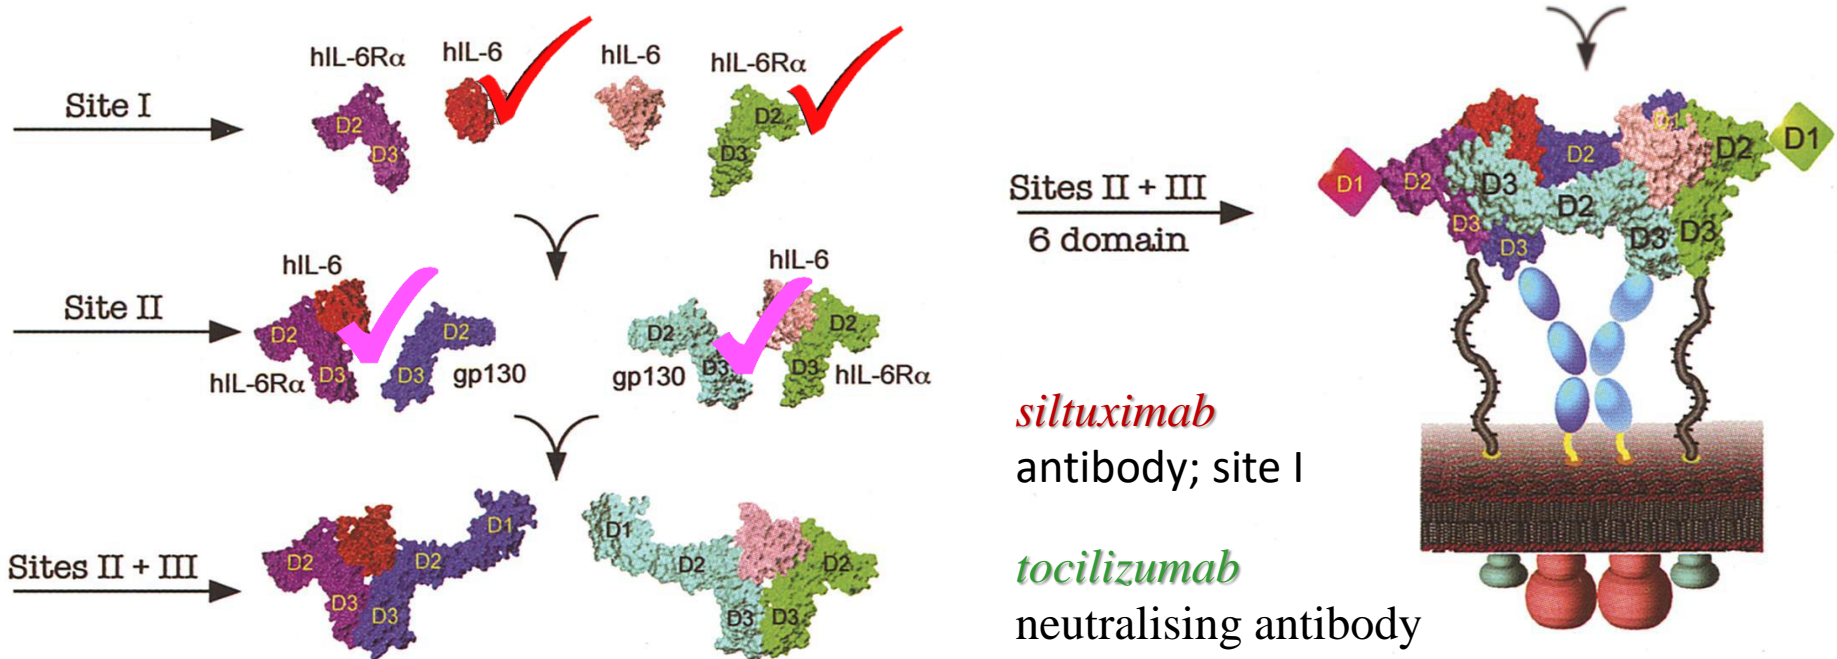 Site I
hIL-6Rα
D2
D3
hIL-6
hIL-6
hIL-6Rα
D2
D3
Site II
hIL-6
D2
D3
hIL-6Rα
D2
D3
gp130
hIL-6
D2
D3
gp130
D2
D3
hIL-6Rα
Sites II + III
D2
D3
D3
D2
D1
D1
D2
D3
D3
D2
Sites II + III
6 domain
D1
D2
D3
D3
D3
D2
D2
D1
D3
D3
D2
D1
siltuximab
antibody; site I
tocilizumab
neutralising antibody